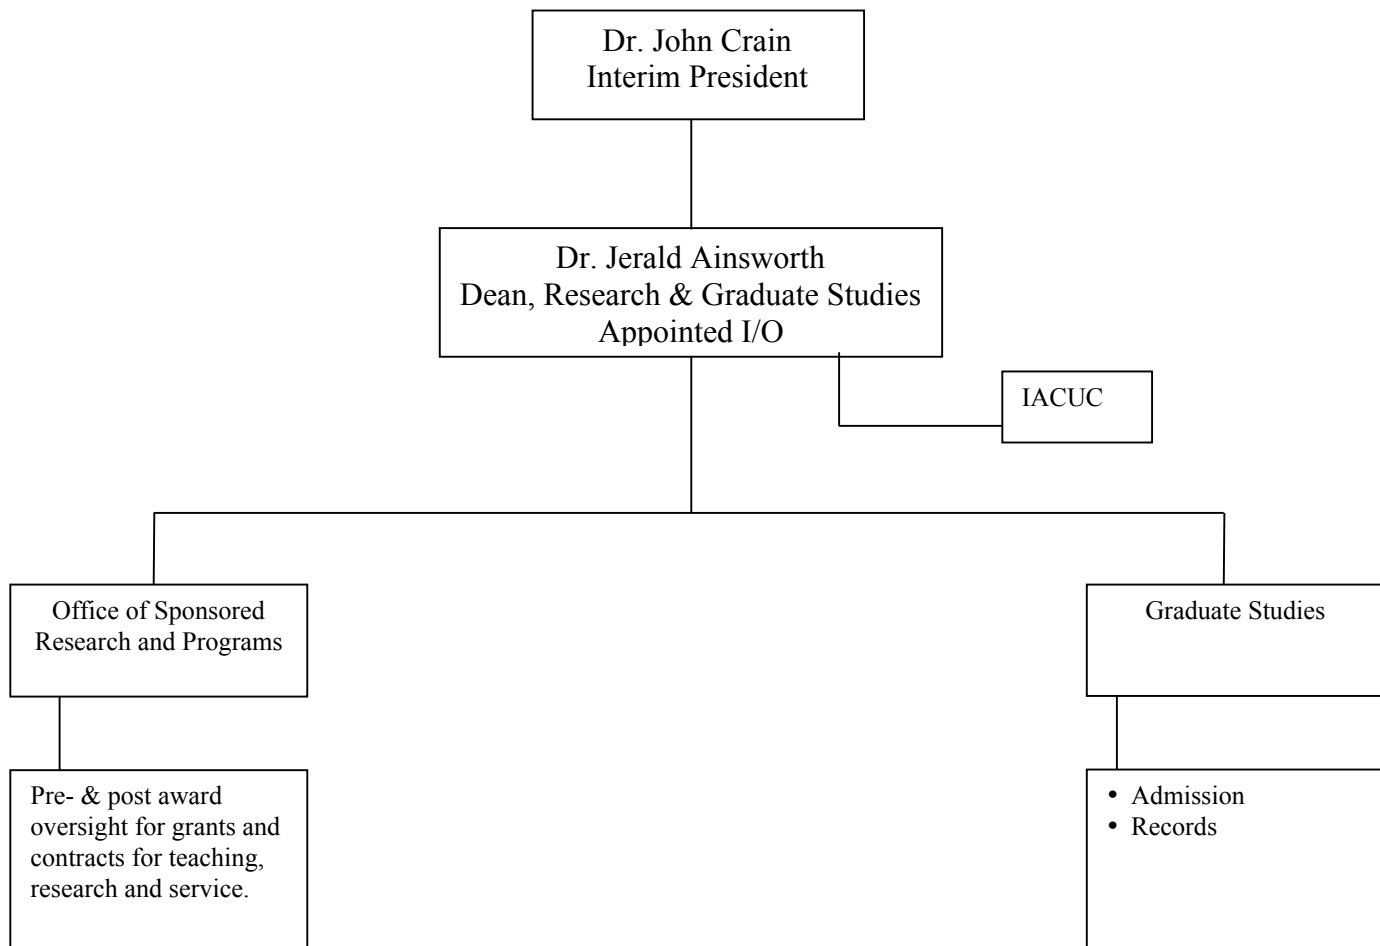 Dr. John Crain
Interim President
Dr. Jerald Ainsworth
Dean, Research & Graduate Studies
Appointed I/O
IACUC
Office of Sponsored
Research and Programs
Graduate Studies
Pre- & post award
oversight for grants and
contracts for teaching,
research and service.
• Admission
• Records